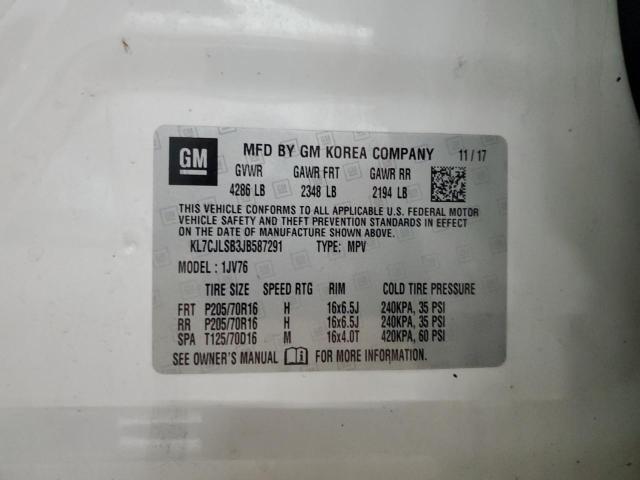 GM MFD BY GM KOREA COMPANY 11/17
GVWR GAWR FRT GAWR RR
4286 LB 2348 LB 2194 LB
THIS VEHICLE CONFORMS TO ALL APPLICABLE U.S. FEDERAL MOTOR
VEHICLE SAFETY AND THEFT PREVENTION STANDARDS IN EFFECT
ON THE DATE OF MANUFACTURE SHOWN ABOVE.
KL7CJLSB3JB587291 TYPE: MPV
MODEL : 1JV76
TIRE SIZE SPEED RTG RIM COLD TIRE PRESSURE
FRT P205/70R16 H 16x6.5J 240KPA, 35 PSI
RR P205/70R16 H 16x6.5J 240KPA, 35 PSI
SPA T125/70D16 M 16x4.0T 420KPA, 60 PSI
SEE OWNER'S MANUAL FOR MORE INFORMATION.